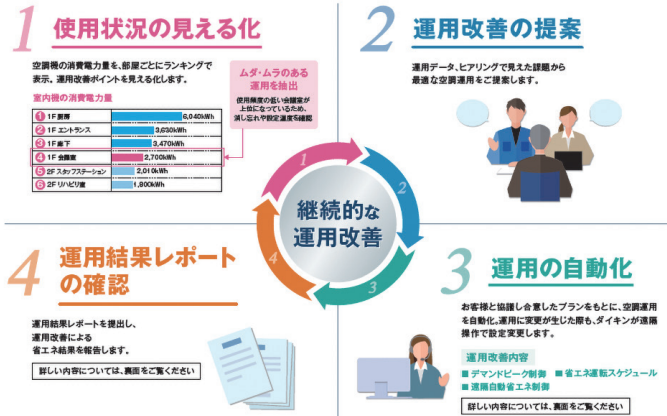 1 使用状況の見える化
空調機の消費電力量を、部屋ごとにランキングで
表示。運用改善ポイントを見える化します。
室内機の消費電力量
1 1F 厨房 6,040kWh
2 1F エントランス 3,630kWh
3 1F 廊下 3,470kWh
4 1F 会議室 2,700kWh
5 2F スタッフステーション 2,010kWh
6 2F リハビリ室 1,800kWh
ムダ・ムラのある
運用を抽出
使用頻度の低い会議室が
上位になっているため、
消し忘れや設定温度を確認
2 運用改善の提案
運用データ、ヒアリングで見えた課題から
最適な空調運用をご提案します。
1
2
3
4
継続的な
運用改善
3 運用の自動化
お客様と協議し合意したプランをもとに、空調運用
を自動化。運用に変更が生じた際も、ダイキンが遠隔
操作で設定変更します。
運用改善内容
■デマンドピーク制御 ■省エネ運転スケジュール
■遠隔自動省エネ制御
詳しい内容については、裏面をご覧ください
4 運用結果レポート
の確認
運用結果レポートを提出し、
運用改善による
省エネ結果を報告します。
詳しい内容については、裏面をご覧ください